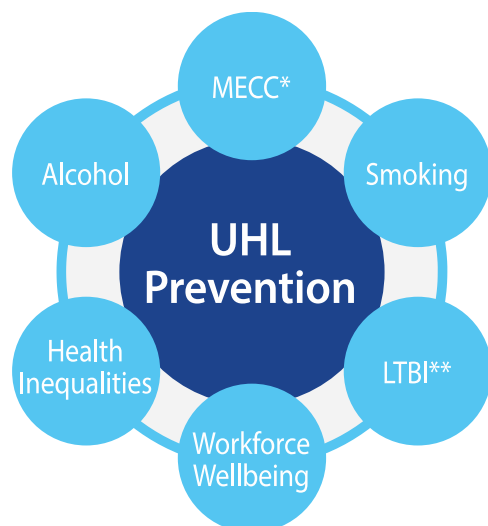 MECC*
Alcohol
Smoking
UHL
Prevention
Health
Inequalities
LTBI**
Workforce
Wellbeing